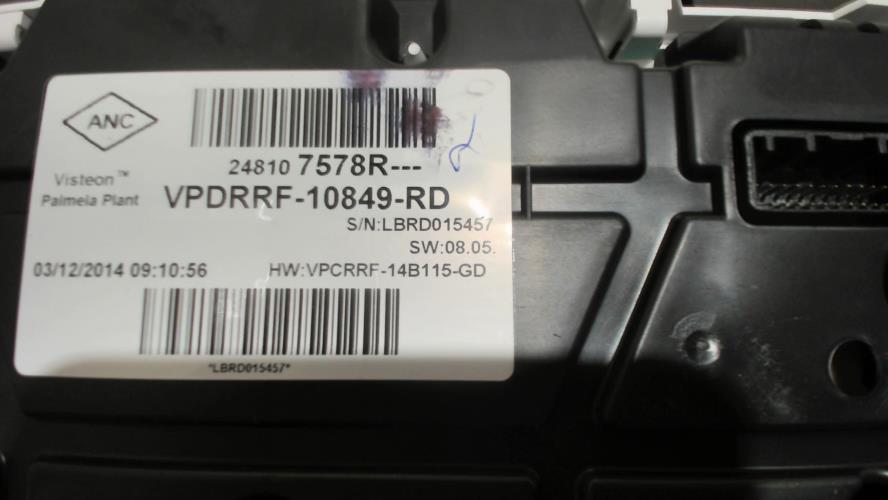 ANC
24810 7578R---
Visteon™
Palmela Plant
VPDRRF-10849-RD
S/N:LBRD015457
SW:08.05.
03/12/2014 09:10:56
HW:VPCRRF-14B115-GD
*LBRD015457*